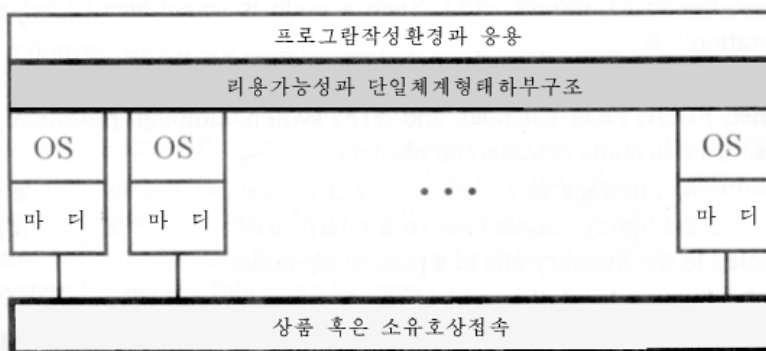 프로그람작성환경과 응용
리용가능성과 단일체계형태하부구조
OS OS OS
마 디 마 디 • • • 마 디
상품 혹은 소유호상접속